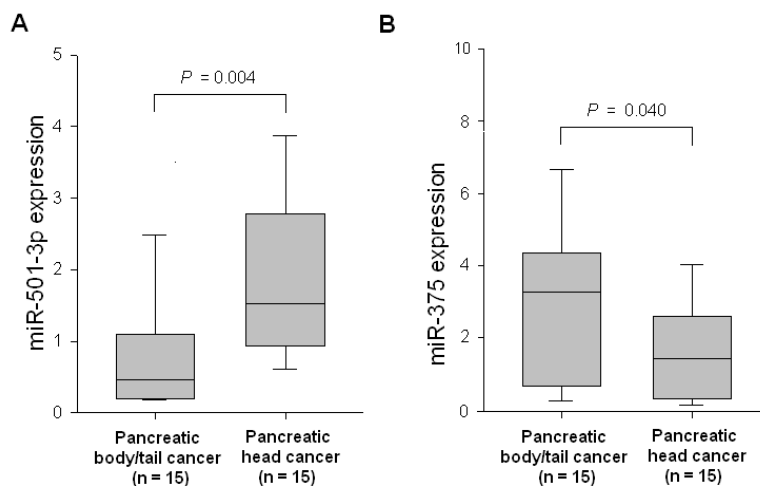 A
B
5
4
3
2
1
0
miR-501-3p expression
P = 0.004
Pancreatic
body/tail cancer
(n = 15)
Pancreatic
head cancer
(n = 15)
10
8
6
4
2
0
miR-375 expression
P = 0.040
Pancreatic
body/tail cancer
(n = 15)
Pancreatic
head cancer
(n = 15)